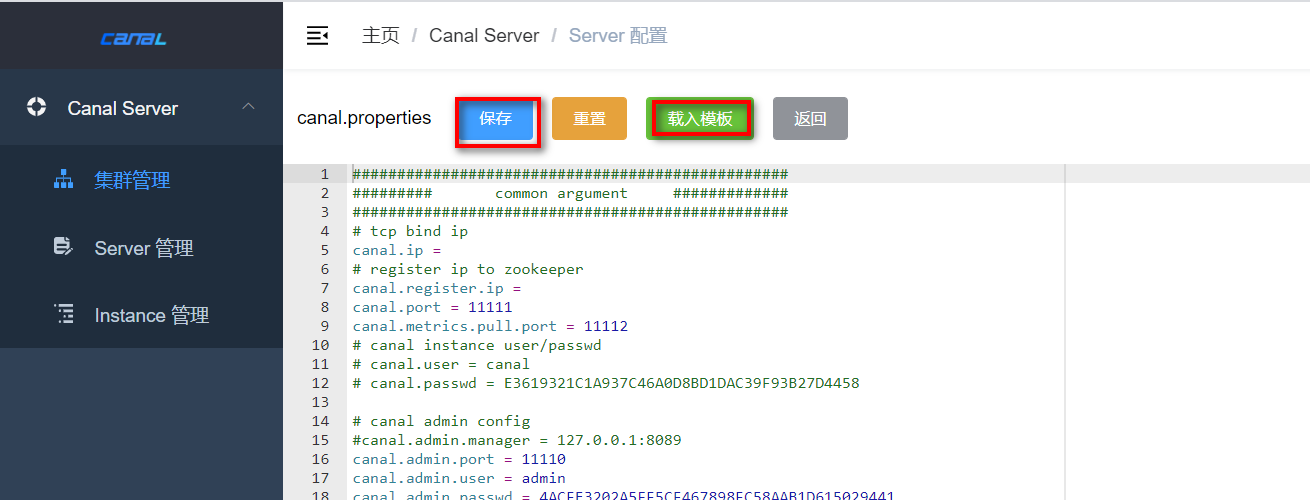 CANAL
主页 / Canal Server / Server 配置
Canal Server
集群管理
Server 管理
Instance 管理
canal.properties 保存 重置 载入模板 返回
1 #################################################
2 ######### common argument #############
3 #################################################
4 # tcp bind ip
5 canal.ip =
6 # register ip to zookeeper
7 canal.register.ip =
8 canal.port = 11111
9 canal.metrics.pull.port = 11112
10 # canal instance user/passwd
11 # canal.user = canal
12 # canal.passwd = E3619321C1A937C46A0D8BD1DAC39F93B27D4458
13
14 # canal admin config
15 #canal.admin.manager = 127.0.0.1:8089
16 canal.admin.port = 11110
17 canal.admin.user = admin
18 canal.admin.passwd = 4ACFE3202A5FF5CF467898FC58AAB1D615029441